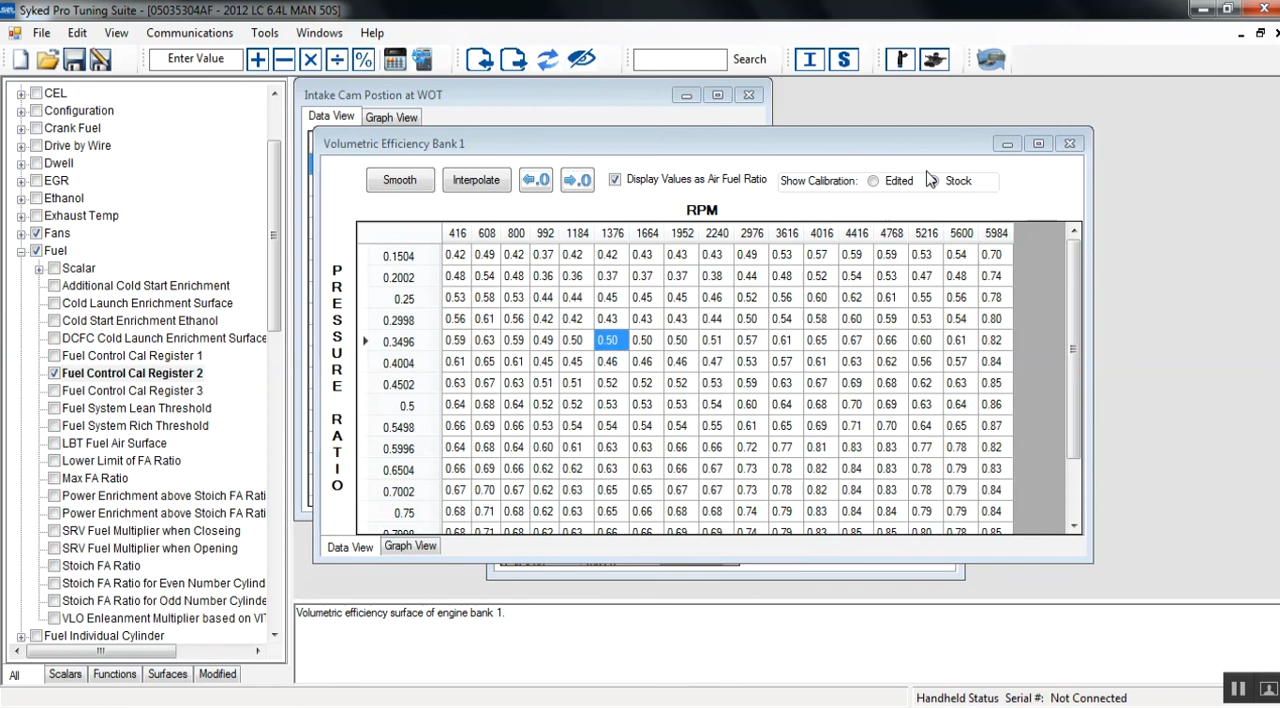 Syked Pro Tuning Suite - [05035304AF - 2012 LC 6.4L MAN 50S]
File Edit View Communications Tools Windows Help
Enter Value Search
CEL
Configuration
Crank Fuel
Drive by Wire
Dwell
EGR
Ethanol
Exhaust Temp
Fans
Fuel
Scalar
Additional Cold Start Enrichment
Cold Launch Enrichment Surface
Cold Start Enrichment Ethanol
DCFC Cold Launch Enrichment Surfac
Fuel Control Cal Register 1
Fuel Control Cal Register 2
Fuel Control Cal Register 3
Fuel System Lean Threshold
Fuel System Rich Threshold
LBT Fuel Air Surface
Lower Limit of FA Ratio
Max FA Ratio
Power Enrichment above Stoich FA Rati
Power Enrichment above Stoich FA Rati
SRV Fuel Multiplier when Closeing
SRV Fuel Multiplier when Opening
Stoich FA Ratio
Stoich FA Ratio for Even Number Cylind
Stoich FA Ratio for Odd Number Cylinde
VLO Enleanment Multiplier based on VI
Fuel Individual Cylinder
All Scalars Functions Surfaces Modified
Intake Cam Postion at WOT
Data View Graph View
Volumetric Efficiency Bank 1
Smooth Interpolate Display Values as Air Fuel Ratio Show Calibration: Edited Stock
RPM
PRESSURE RATIO
416 608 800 992 1184 1376 1664 1952 2240 2976 3616 4016 4416 4768 5216 5600 5984
0.1504 0.42 0.49 0.42 0.37 0.42 0.42 0.43 0.43 0.43 0.49 0.53 0.57 0.59 0.59 0.53 0.54 0.70
0.2002 0.48 0.54 0.48 0.36 0.36 0.37 0.37 0.37 0.38 0.44 0.48 0.52 0.54 0.53 0.47 0.48 0.74
0.25 0.53 0.58 0.53 0.44 0.44 0.45 0.45 0.45 0.46 0.52 0.56 0.60 0.62 0.61 0.55 0.56 0.78
0.2998 0.56 0.61 0.56 0.42 0.42 0.43 0.43 0.43 0.44 0.50 0.54 0.58 0.60 0.59 0.53 0.54 0.80
0.3496 0.59 0.63 0.59 0.49 0.50 0.50 0.50 0.50 0.51 0.57 0.61 0.65 0.67 0.66 0.60 0.61 0.82
0.4004 0.61 0.65 0.61 0.45 0.45 0.46 0.46 0.46 0.47 0.53 0.57 0.61 0.63 0.62 0.56 0.57 0.84
0.4502 0.63 0.67 0.63 0.51 0.51 0.52 0.52 0.53 0.53 0.59 0.63 0.67 0.69 0.68 0.62 0.63 0.85
0.5 0.64 0.68 0.64 0.52 0.52 0.53 0.53 0.53 0.54 0.60 0.64 0.68 0.70 0.69 0.63 0.64 0.86
0.5498 0.66 0.69 0.66 0.53 0.54 0.54 0.54 0.54 0.55 0.61 0.65 0.69 0.71 0.70 0.64 0.65 0.87
0.5996 0.64 0.68 0.64 0.60 0.61 0.63 0.63 0.66 0.66 0.72 0.77 0.81 0.83 0.83 0.77 0.78 0.82
0.6504 0.66 0.69 0.66 0.62 0.62 0.63 0.63 0.66 0.67 0.73 0.78 0.82 0.84 0.83 0.78 0.79 0.83
0.7002 0.67 0.70 0.67 0.62 0.63 0.65 0.65 0.67 0.67 0.73 0.78 0.82 0.84 0.83 0.78 0.79 0.84
0.75 0.68 0.71 0.68 0.62 0.63 0.65 0.66 0.68 0.68 0.74 0.79 0.83 0.84 0.84 0.79 0.79 0.84
Data View Graph View
Volumetric efficiency surface of engine bank 1.
Handheld Status Serial #: Not Connected